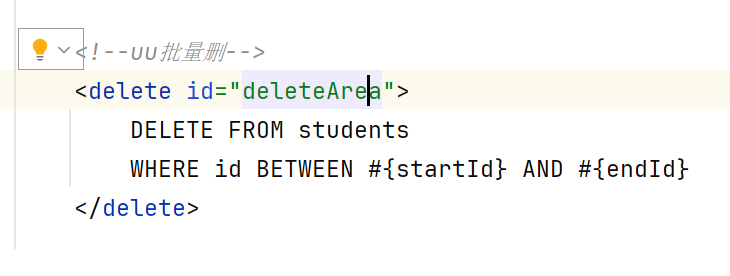 <!--uu批量删-->
<delete id="deleteArea">
DELETE FROM students
WHERE id BETWEEN #{startId} AND #{endId}
</delete>